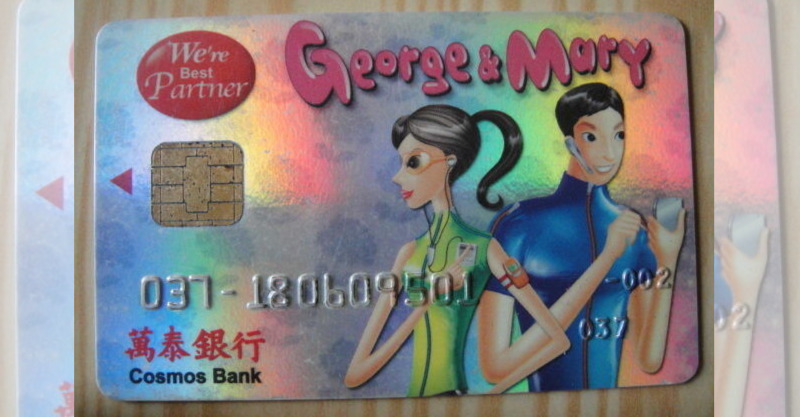 We're
Best
Partner
George & Mary
037-180609501
-002
037
萬泰銀行
Cosmos Bank